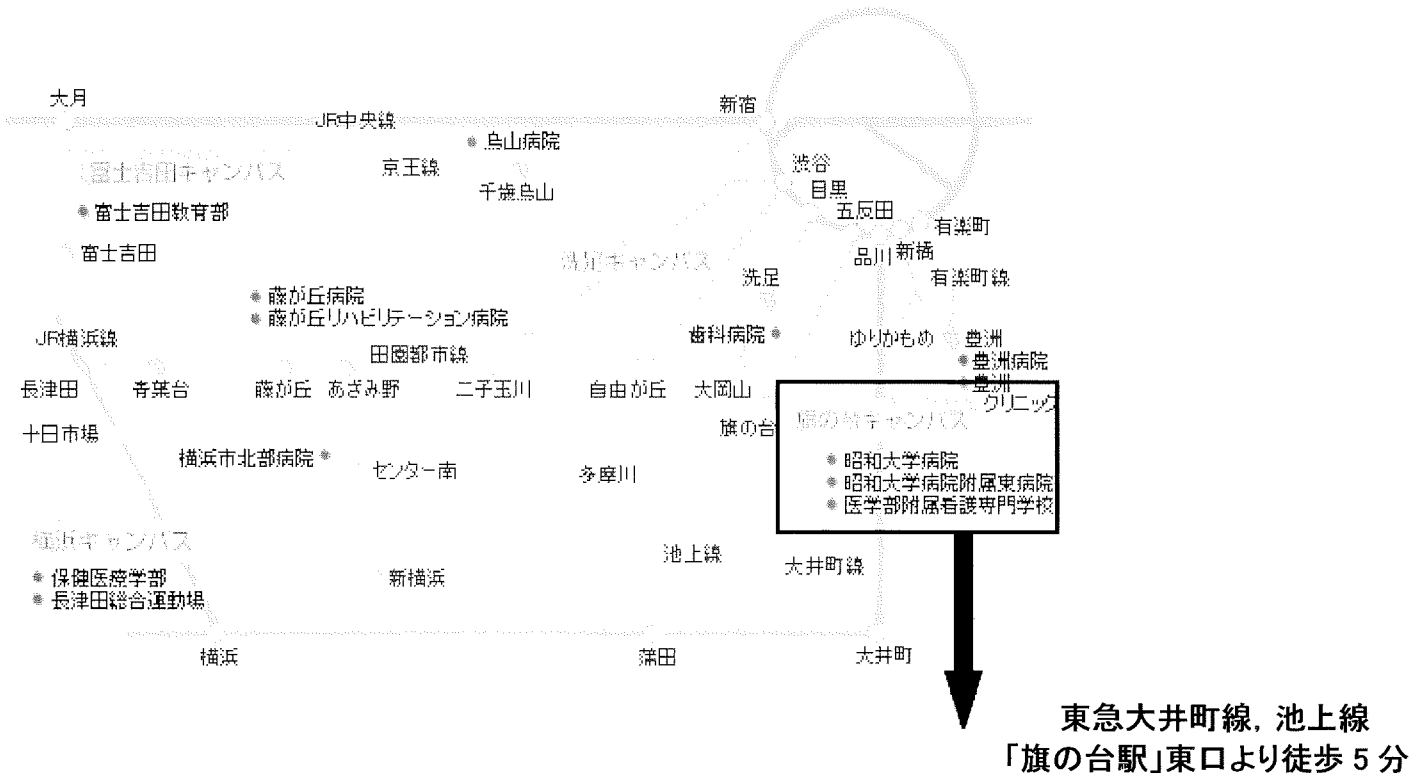 大月
新宿
JR中央線
烏山病院
渋谷
富士吉田キャンパス
京王線
目黒
千歳烏山
富士吉田教育部
五反田
有楽町
富士吉田
品川
新橋
洗足キャンパス
洗足
有楽町線
藤が丘病院
藤が丘リハビリテーション病院
JR横浜線
歯科病院
ゆりかもめ
豊洲
田園都市線
豊洲病院
長津田
青葉台
藤が丘
あざみ野
二子玉川
自由が丘
大岡山
豊洲
クリニック
十日市場
旗の台
旗の台キャンパス
横浜市北部病院
センター南
多摩川
昭和大学病院
昭和大学病院附属東病院
医学部附属看護専門学校
横浜キャンパス
池上線
大井町線
保健医療学部
新横浜
長津田総合運動場
横浜
蒲田
大井町
東急大井町線, 池上線
「旗の台駅」東口より徒歩 5 分